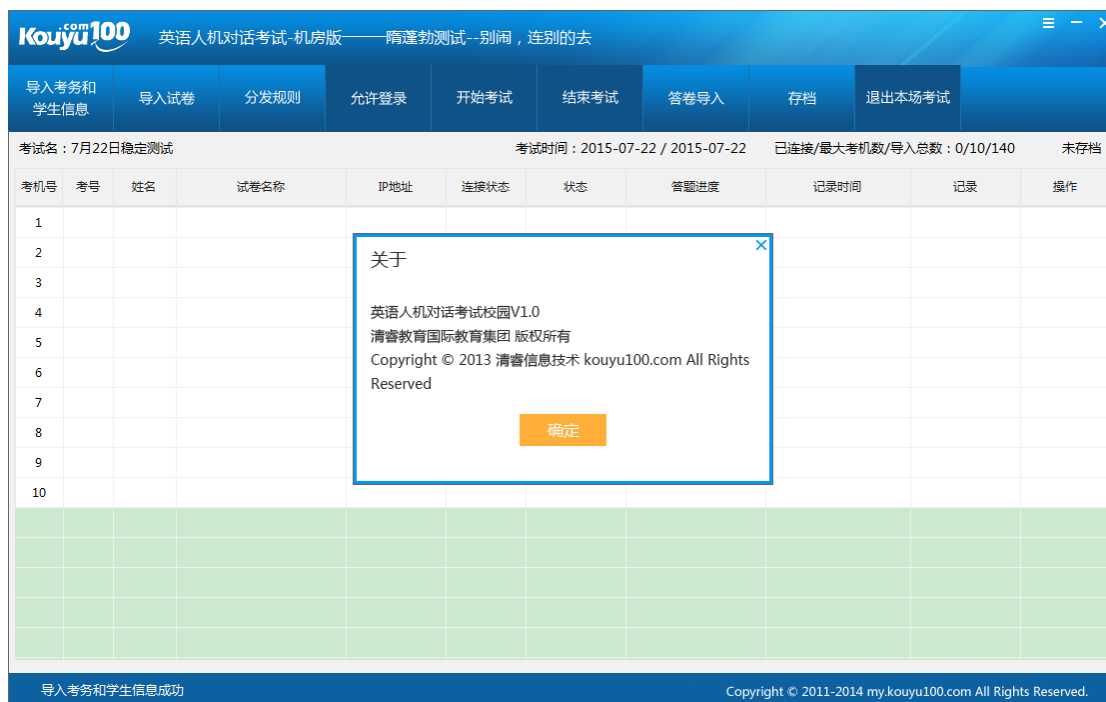 Kouyu.com100
英语人机对话考试-机房版———隋蓬勃测试--别闹，连别的去
导入考务和
学生信息
导入试卷
分发规则
允许登录
开始考试
结束考试
答卷导入
存档
退出本场考试
考试名：7月22日稳定测试 考试时间：2015-07-22 / 2015-07-22 已连接/最大考机数/导入总数：0/10/140 未存档
考机号 考号 姓名 试卷名称 IP地址 连接状态 状态 答题进度 记录时间 记录 操作
1
2
3
4
5
6
7
8
9
10
关于
英语人机对话考试校园V1.0
清睿教育国际教育集团 版权所有
Copyright © 2013 清睿信息技术 kouyu100.com All Rights
Reserved
确定
导入考务和学生信息成功 Copyright © 2011-2014 my.kouyu100.com All Rights Reserved.